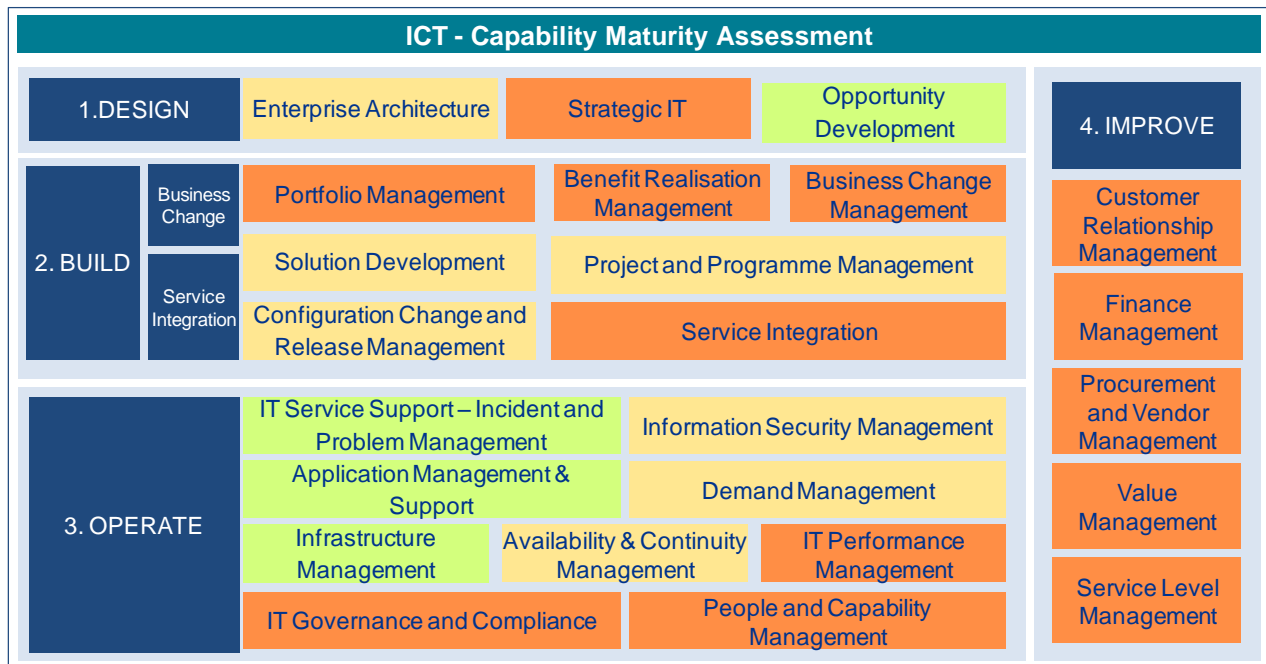 ICT - Capability Maturity Assessment
1.DESIGN
Enterprise Architecture
Strategic IT
Opportunity
Development
2. BUILD
Business
Change
Portfolio Management
Benefit Realisation
Management
Business Change
Management
Solution Development
Project and Programme Management
Service
Integration
Configuration Change and
Release Management
Service Integration
3. OPERATE
IT Service Support – Incident and
Problem Management
Information Security Management
Application Management &
Support
Demand Management
Infrastructure
Management
Availability & Continuity
Management
IT Performance
Management
IT Governance and Compliance
People and Capability
Management
4. IMPROVE
Customer
Relationship
Management
Finance
Management
Procurement
and Vendor
Management
Value
Management
Service Level
Management